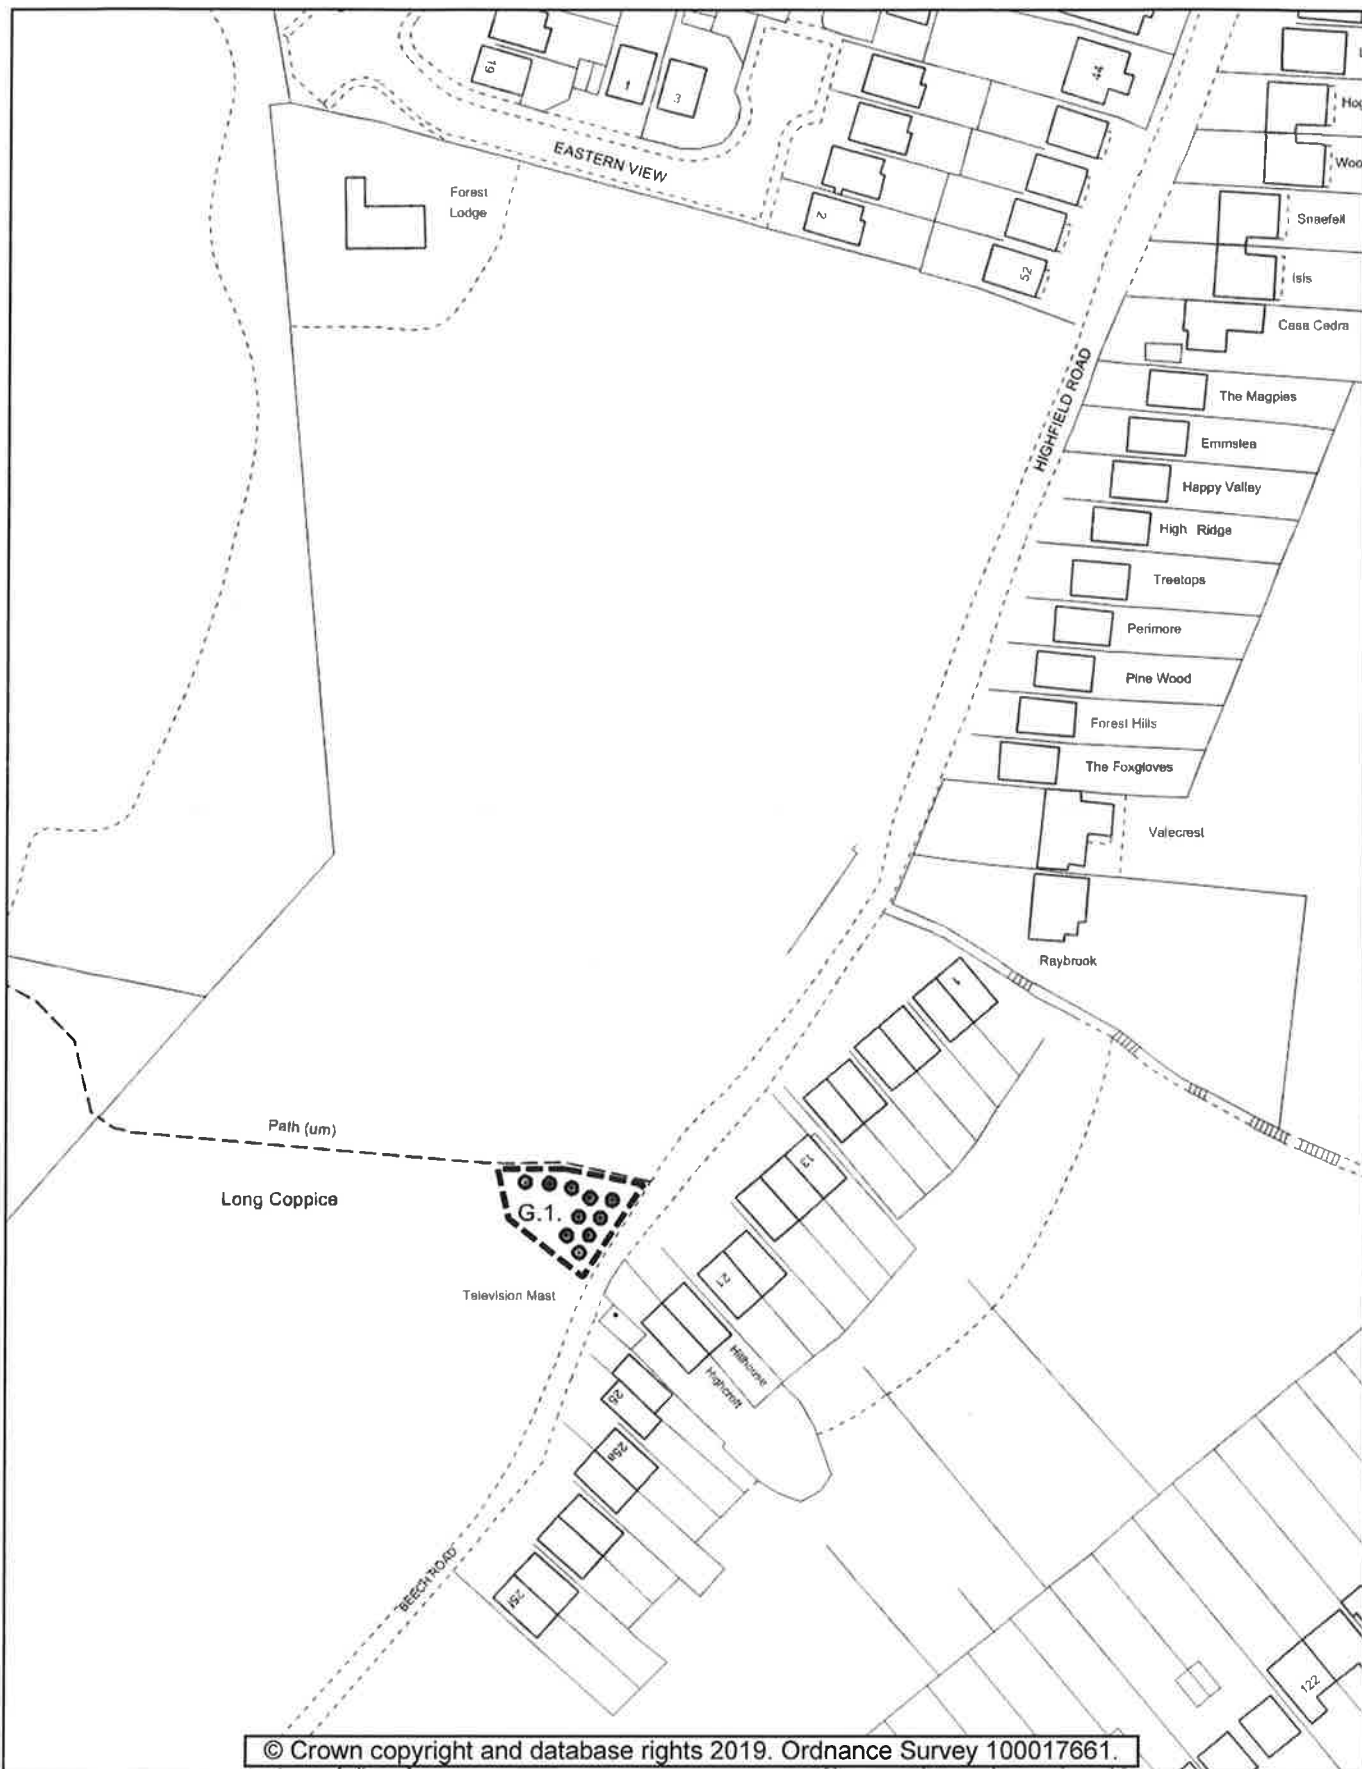 19
1
3
44
EASTERN VIEW
Forest
Lodge
2
52
Snaefell
Isis
Casa Cedra
HIGHFIELD ROAD
The Magpies
Emmslea
Happy Valley
High Ridge
Treetops
Perimore
Pine Wood
Forest Hills
The Foxgloves
Valecrest
Raybrook
1
Path (um)
13
Long Coppice
G.1.
21
Television Mast
Hillhouse
Highcroft
25
25a
BEECH ROAD
25f
122
© Crown copyright and database rights 2019. Ordnance Survey 100017661.